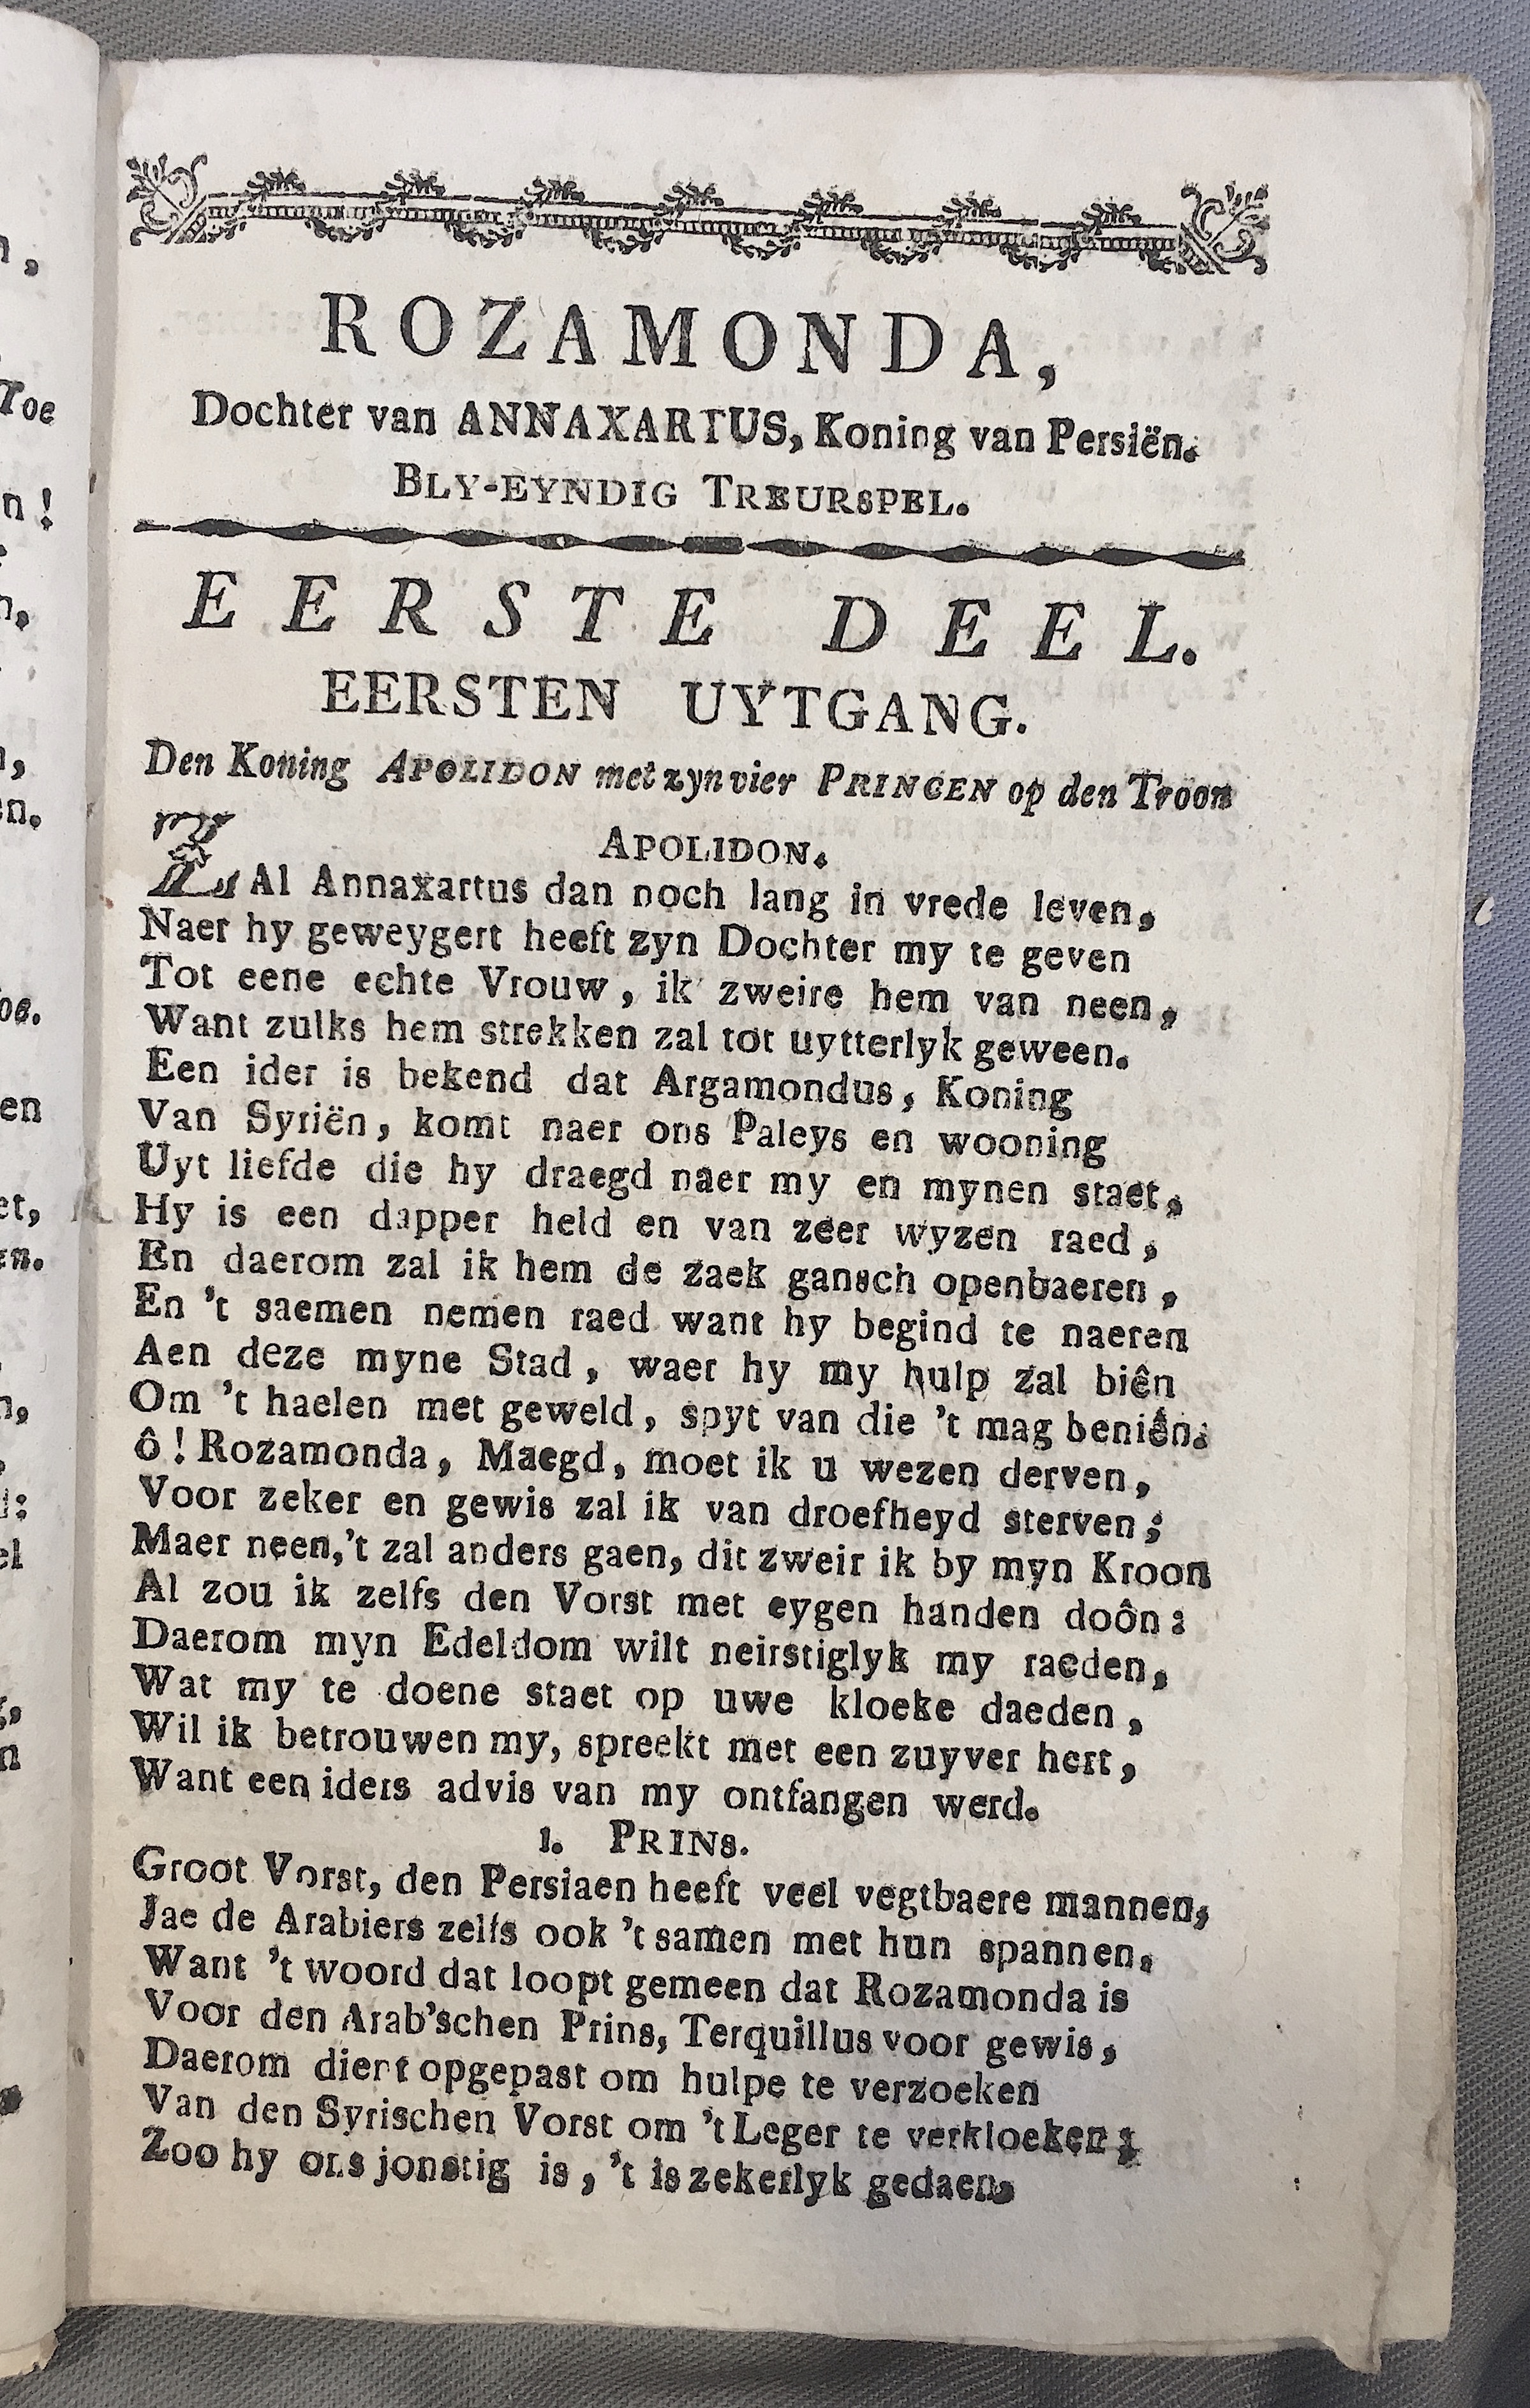 ROZAMONDA,
Dochter van ANNAXARTUS, Koning van Persiën.
BLY-EYNDIG TREURSPEL.
EERSTE DEEL.
EERSTEN UYTGANG.
Den Koning APOLIDON met zyn vier PRINCEN op den Troon
APOLIDON.
ZAl Annaxartus dan noch lang in vrede leven,
Naer hy geweygert heeft zyn Dochter my te geven
Tot eene echte Vrouw, ik zweire hem van neen,
Want zulks hem strekken zal tot uytterlyk geween.
Een ider is bekend dat Argamondus, Koning
Van Syriën, komt naer ons Paleys en wooning
Uyt liefde die hy draegd naer my en mynen staet,
Hy is een dapper held en van zeer wyzen raed,
En daerom zal ik hem de zaek gansch openbaeren,
En 't saemen nemen raed want hy begind te naeren
Aen deze myne Stad, waer hy my hulp zal biên
Om 't haelen met geweld, spyt van die 't mag beniên.
ô! Rozamonda, Maegd, moet ik u wezen derven,
Voor zeker en gewis zal ik van droefheyd sterven;
Maer neen,'t zal anders gaen, dit zweir ik by myn Kroon
Al zou ik zelfs den Vorst met eygen handen doôn:
Daerom myn Edeldom wilt neirstiglyk my raeden,
Wat my te doene staet op uwe kloeke daeden,
Wil ik betrouwen my, spreekt met een zuyver hert,
Want een iders advis van my ontfangen werd.
1. PRINS.
Groot Vorst, den Persiaen heeft veel vegtbaere mannen,
Jae de Arabiers zelfs ook 't samen met hun spannen.
Want 't woord dat loopt gemeen dat Rozamonda is
Voor den Arab'schen Prins, Terquillus voor gewis,
Daerom dient opgepast om hulpe te verzoeken
Van den Syrischen Vorst om 't Leger te verkloeken;
Zoo hy ons jonstig is, 't is zekerlyk gedaen.
Toe
n!
en.
oe.
en
et,
en.
el
n